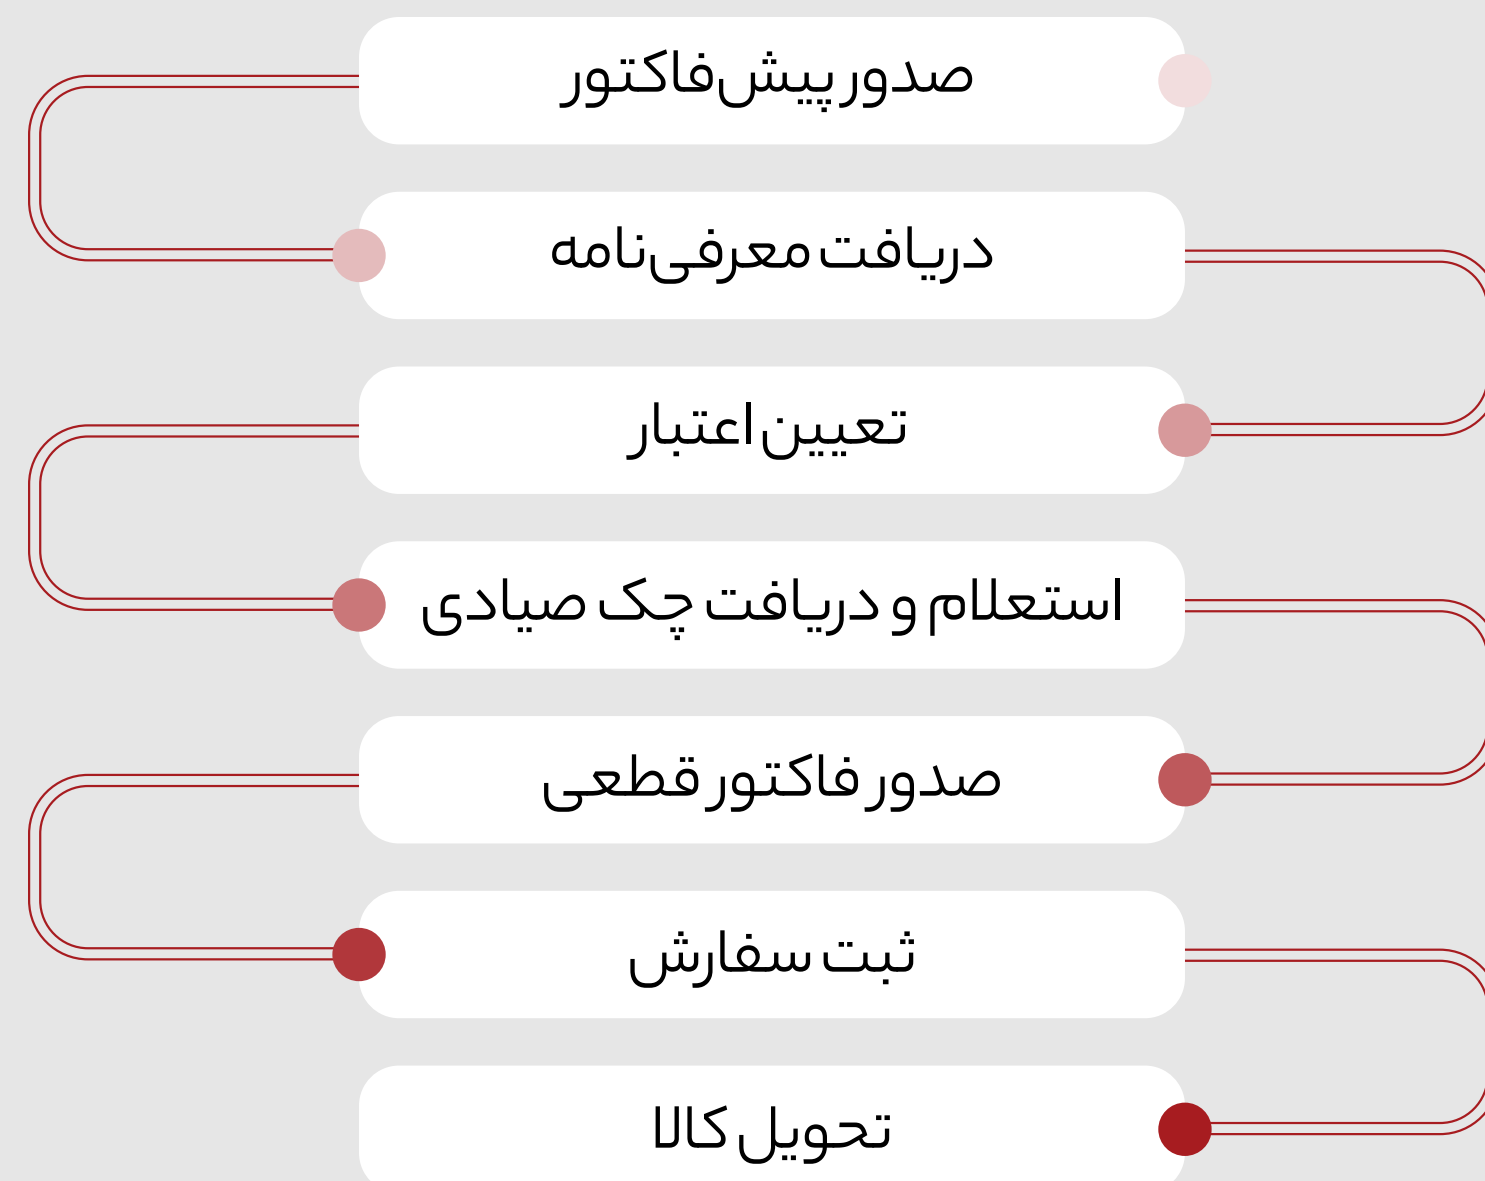 صدور پیش‌فاکتور
دریافت معرفی‌نامه
تعیین اعتبار
استعلام و دریافت چک صیادی
صدور فاکتور قطعی
ثبت سفارش
تحویل کالا